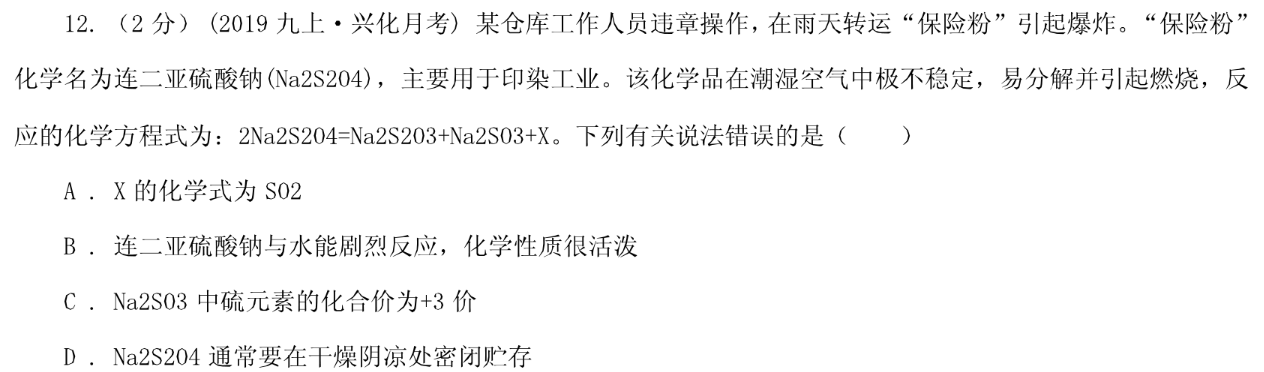 12. （2 分） (2019 九上·兴化月考) 某仓库工作人员违章操作，在雨天转运“保险粉”引起爆炸。“保险粉”
化学名为连二亚硫酸钠(Na2S2O4)，主要用于印染工业。该化学品在潮湿空气中极不稳定，易分解并引起燃烧，反
应的化学方程式为：2Na2S2O4=Na2S2O3+Na2SO3+X。下列有关说法错误的是（　　）
A . X 的化学式为 SO2
B . 连二亚硫酸钠与水能剧烈反应，化学性质很活泼
C . Na2SO3 中硫元素的化合价为+3 价
D . Na2S2O4 通常要在干燥阴凉处密闭贮存